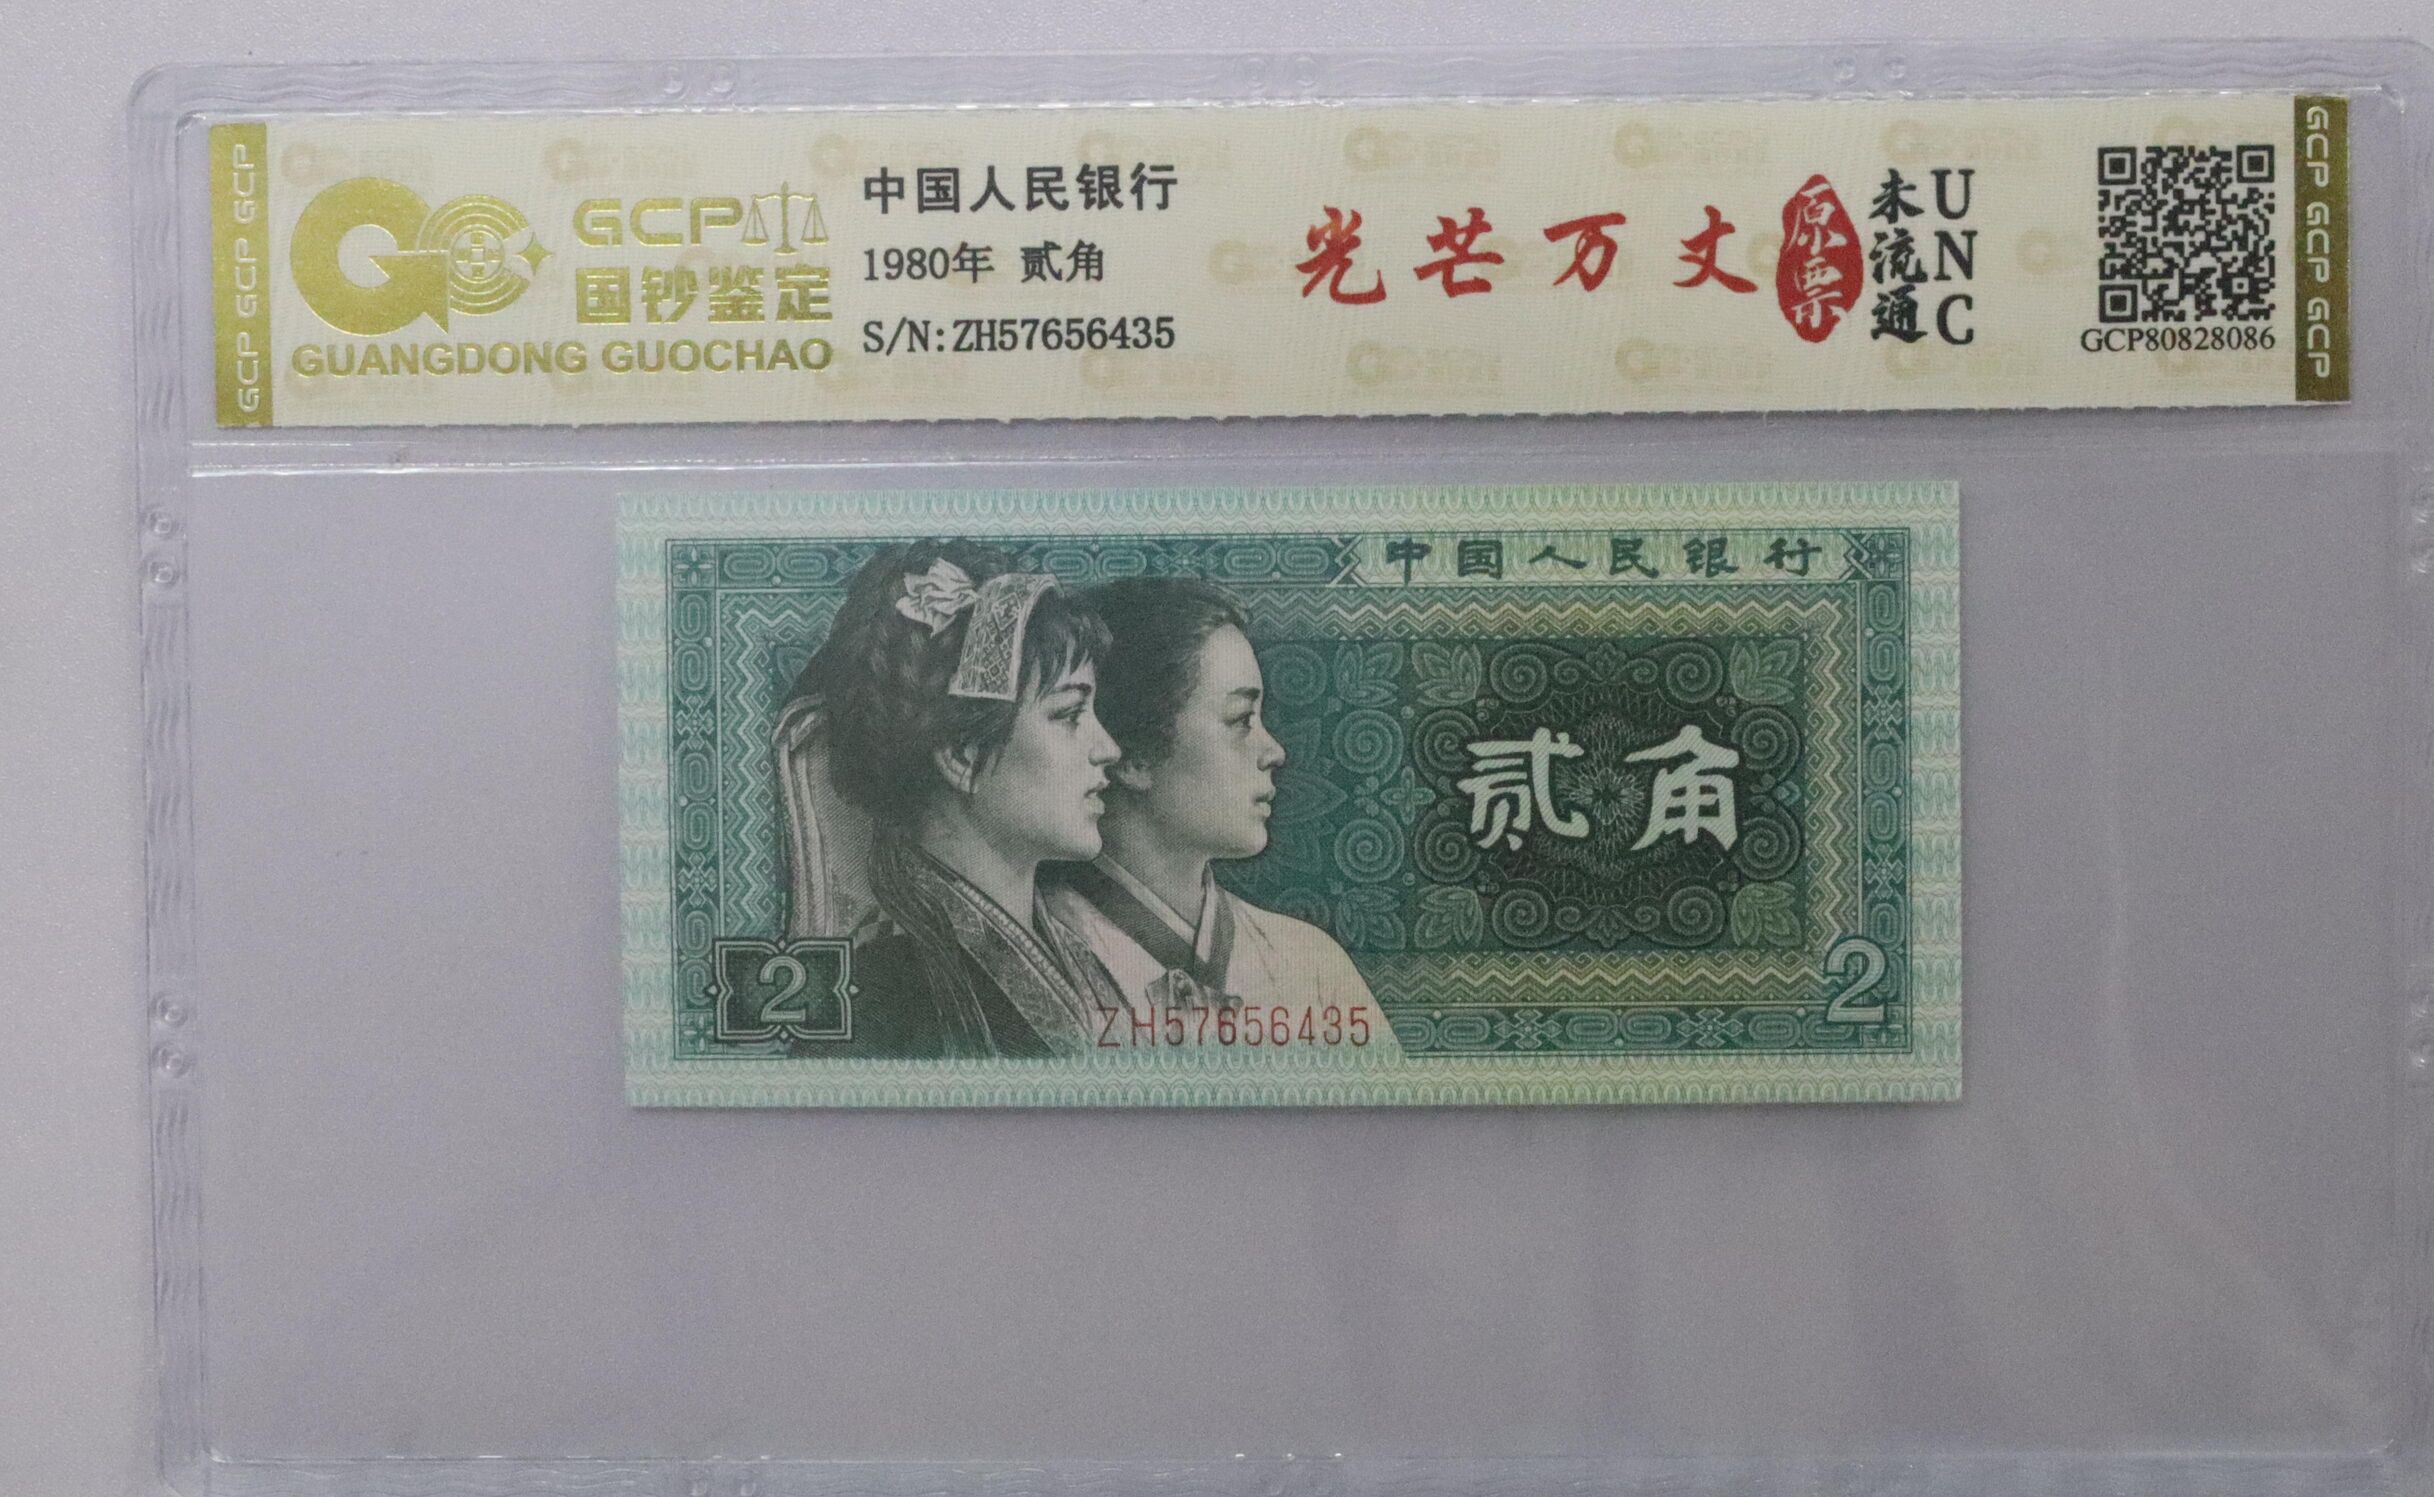 GCP GCP GCP GCP
GCP
国钞鉴定
GUANGDONG GUOCHAO
中国人民银行
1980年 贰角
S/N:ZH57656435
光芒万丈
原票
未流通
UNC
GCP80828086
GCP GCP GCP GCP
中国人民银行
贰角
2
2
ZH57656435